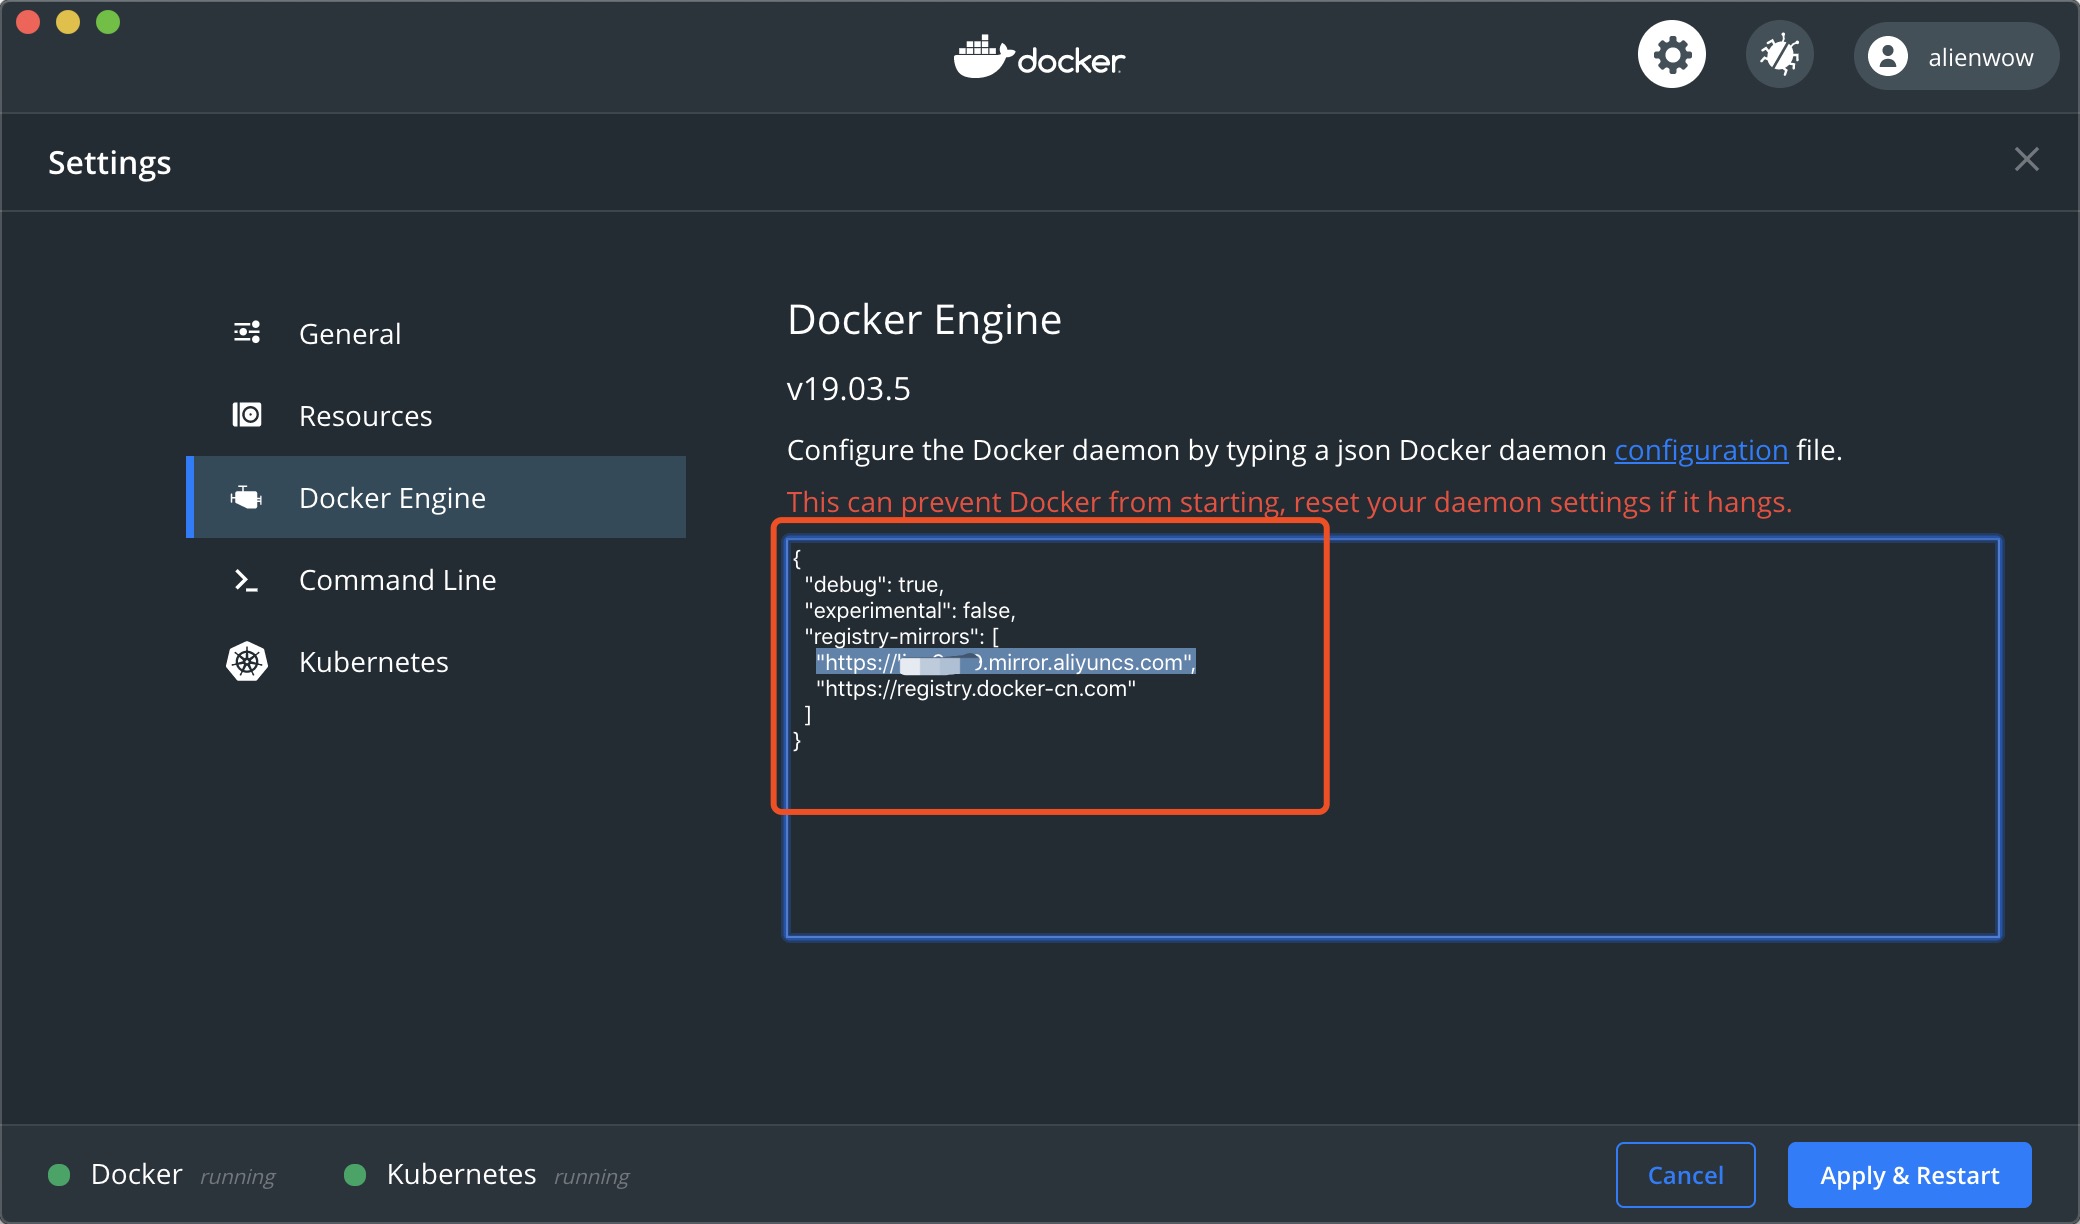 docker
alienwow
Settings
General
Resources
Docker Engine
Command Line
Kubernetes
Docker Engine
v19.03.5
Configure the Docker daemon by typing a json Docker daemon configuration file.
This can prevent Docker from starting, reset your daemon settings if it hangs.
{
"debug": true,
"experimental": false,
"registry-mirrors": [
"https:// .mirror.aliyuncs.com",
"https://registry.docker-cn.com"
]
}
Docker running
Kubernetes running
Cancel
Apply & Restart